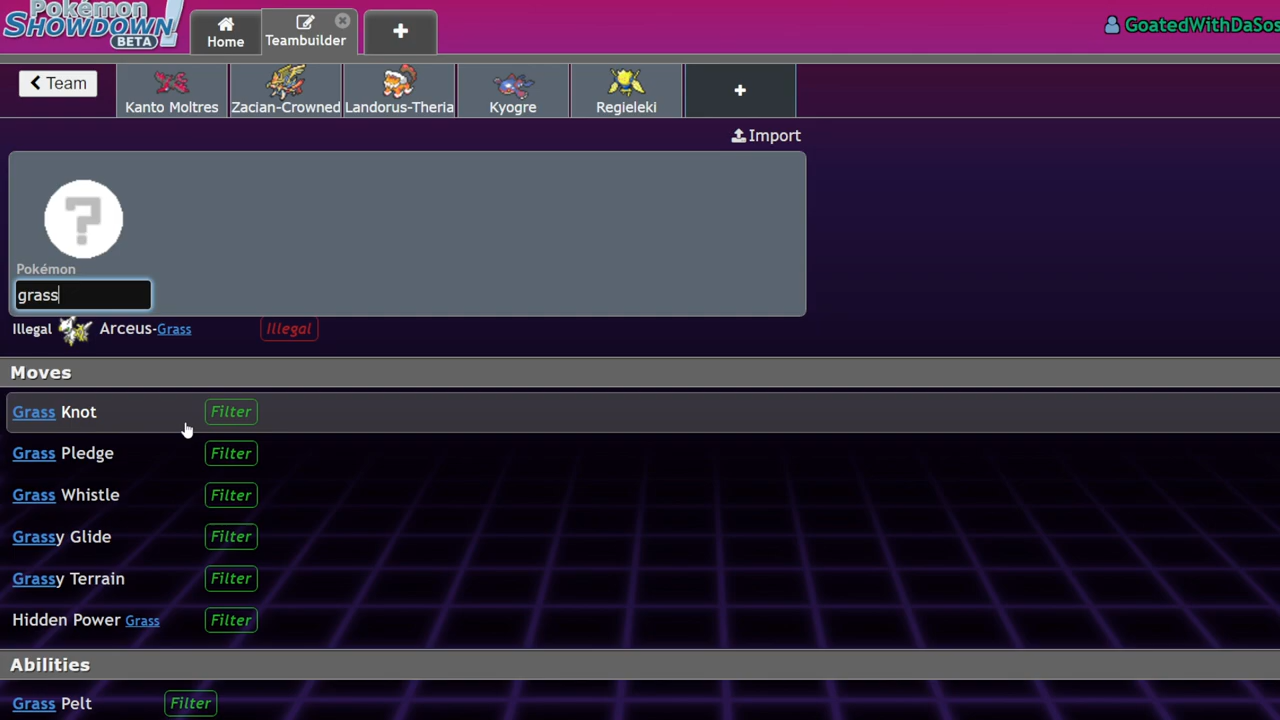 Pokémon
SHOWDOWN!
BETA
Home
Teambuilder
GoatedWithDaSos
Team
Kanto Moltres
Zacian-Crowned
Landorus-Theria
Kyogre
Regieleki
Import
Pokémon
grass
Illegal Arceus-Grass Illegal
Moves
Grass Knot Filter
Grass Pledge Filter
Grass Whistle Filter
Grassy Glide Filter
Grassy Terrain Filter
Hidden Power Grass Filter
Abilities
Grass Pelt Filter